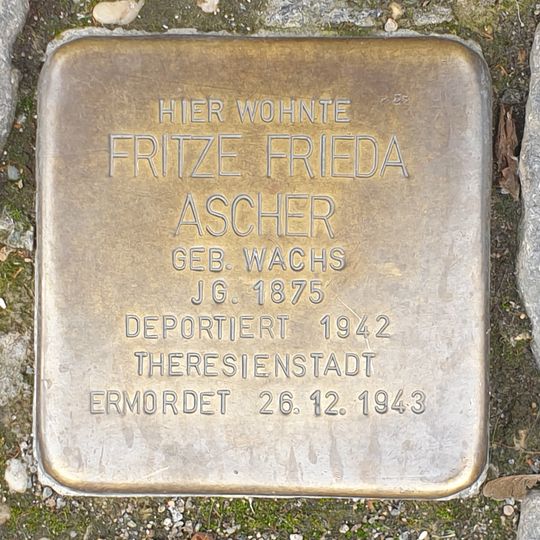 HIER WOHNTE
FRITZE FRIEDA
ASCHER
GEB. WACHS
JG. 1875
DEPORTIERT 1942
THERESIENSTADT
ERMORDET 26.12.1943